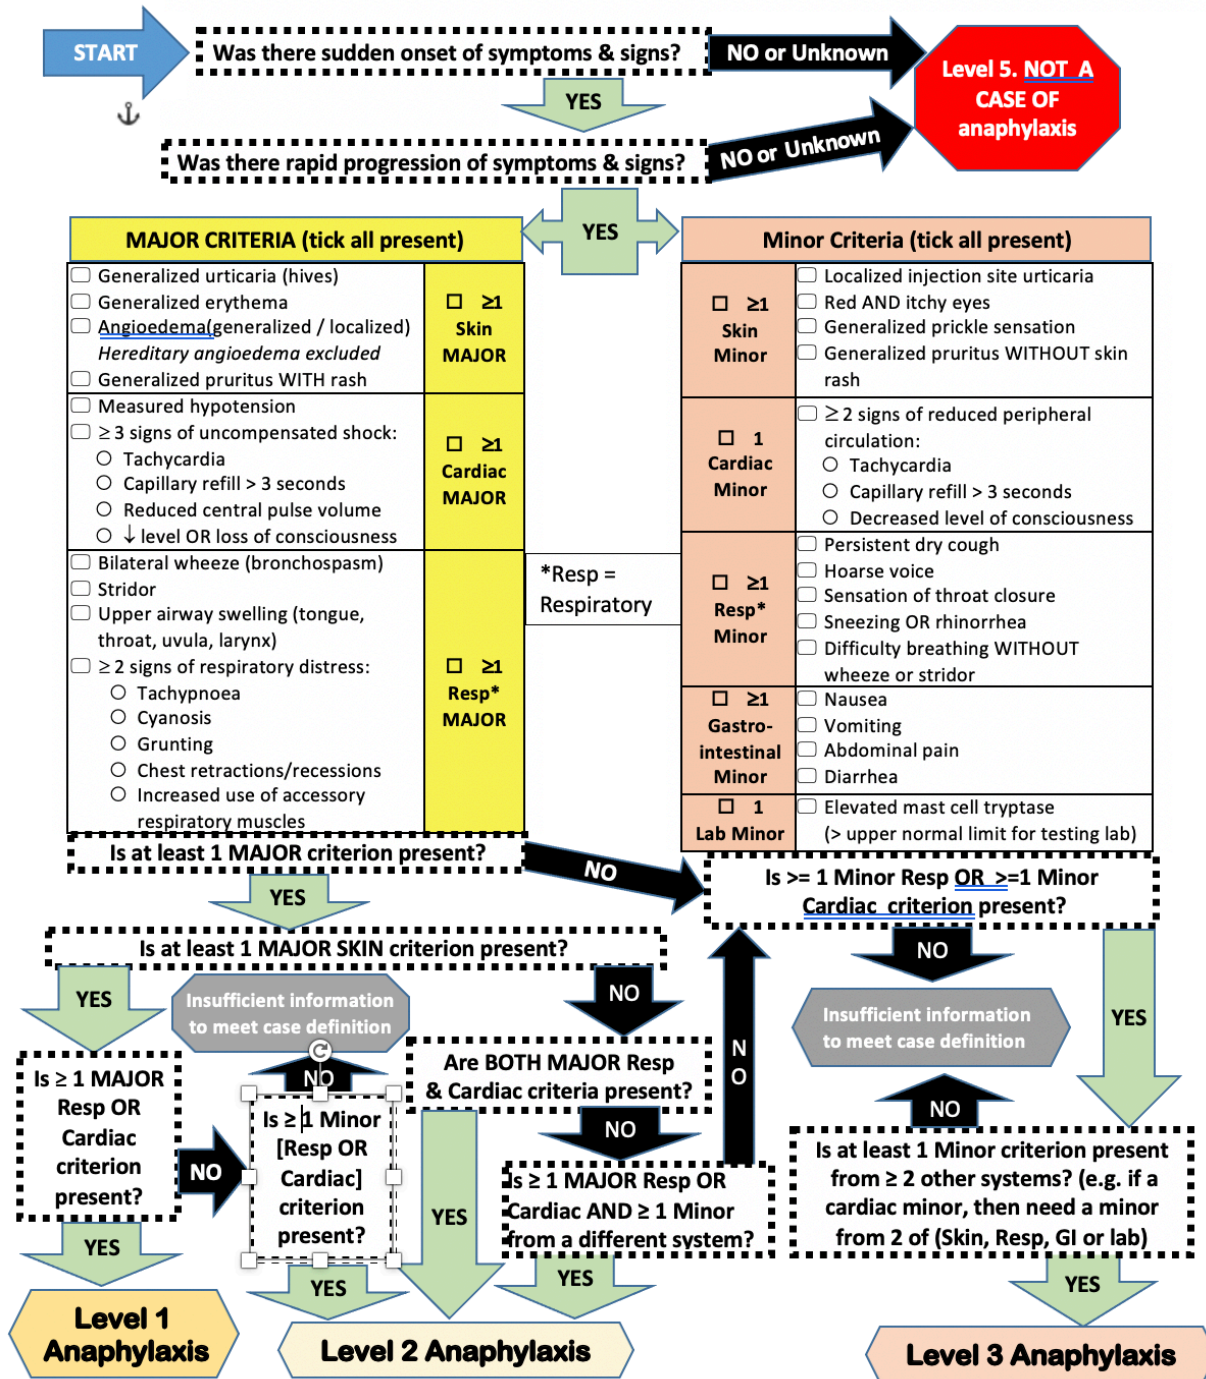 START
Was there sudden onset of symptoms & signs?
NO or Unknown
Level 5. NOT A
CASE OF
anaphylaxis
YES
Was there rapid progression of symptoms & signs?
NO or Unknown
YES
MAJOR CRITERIA (tick all present)
Generalized urticaria (hives)
Generalized erythema
Angioedema(generalized / localized)
Hereditary angioedema excluded
Generalized pruritus WITH rash
≥1
Skin
MAJOR
Measured hypotension
≥ 3 signs of uncompensated shock:
Tachycardia
Capillary refill > 3 seconds
Reduced central pulse volume
↓ level OR loss of consciousness
≥1
Cardiac
MAJOR
Bilateral wheeze (bronchospasm)
Stridor
Upper airway swelling (tongue,
throat, uvula, larynx)
≥ 2 signs of respiratory distress:
Tachypnoea
Cyanosis
Grunting
Chest retractions/recessions
Increased use of accessory
respiratory muscles
≥1
Resp*
MAJOR
*Resp =
Respiratory
Minor Criteria (tick all present)
≥1
Skin
Minor
Localized injection site urticaria
Red AND itchy eyes
Generalized prickle sensation
Generalized pruritus WITHOUT skin
rash
1
Cardiac
Minor
≥ 2 signs of reduced peripheral
circulation:
Tachycardia
Capillary refill > 3 seconds
Decreased level of consciousness
≥1
Resp*
Minor
Persistent dry cough
Hoarse voice
Sensation of throat closure
Sneezing OR rhinorrhea
Difficulty breathing WITHOUT
wheeze or stridor
≥1
Gastro-
intestinal
Minor
Nausea
Vomiting
Abdominal pain
Diarrhea
1
Lab Minor
Elevated mast cell tryptase
(> upper normal limit for testing lab)
Is at least 1 MAJOR criterion present?
NO
YES
Is >= 1 Minor Resp OR >=1 Minor
Cardiac criterion present?
Is at least 1 MAJOR SKIN criterion present?
YES
Insufficient information
to meet case definition
NO
NO
NO
Insufficient information
to meet case definition
YES
Is ≥ 1 MAJOR
Resp OR
Cardiac
criterion
present?
NO
NO
Is ≥ 1 Minor
[Resp OR
Cardiac]
criterion
present?
Are BOTH MAJOR Resp
& Cardiac criteria present?
NO
YES
Is ≥ 1 MAJOR Resp OR
Cardiac AND ≥ 1 Minor
from a different system?
NO
Is at least 1 Minor criterion present
from ≥ 2 other systems? (e.g. if a
cardiac minor, then need a minor
from 2 of (Skin, Resp, GI or lab)
YES
YES
YES
YES
Level 1
Anaphylaxis
Level 2 Anaphylaxis
Level 3 Anaphylaxis